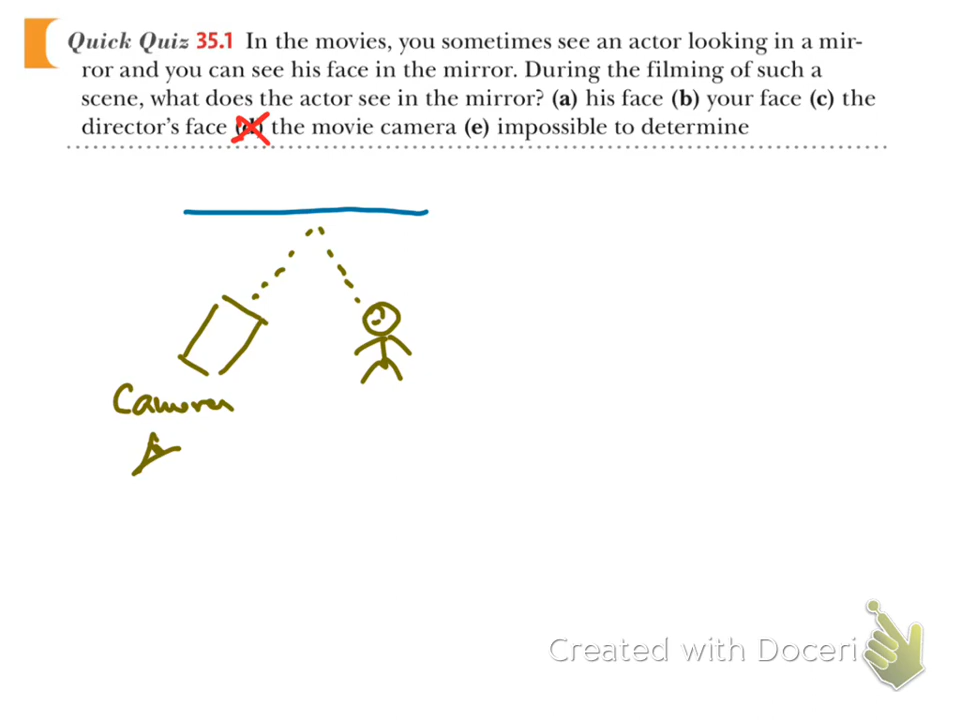 Quick Quiz 35.1 In the movies, you sometimes see an actor looking in a mir-
ror and you can see his face in the mirror. During the filming of such a
scene, what does the actor see in the mirror? (a) his face (b) your face (c) the
director's face (d) the movie camera (e) impossible to determine
Camera
Created with Doceri